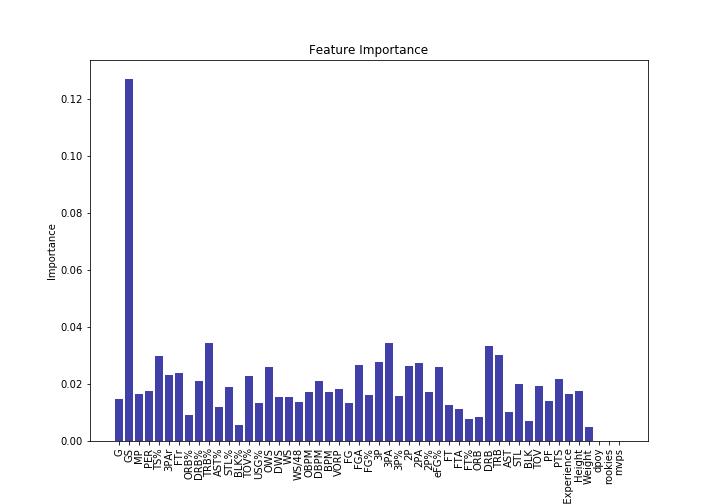 Feature Importance
0.12
0.10
0.08
0.06
0.04
0.02
0.00
Importance
G
GS
MP
PER
TS%
3PAr
FTr
ORB%
DRB%
TRB%
AST%
STL%
BLK%
TOV%
USG%
OWS
DWS
WS
WS/48
OBPM
DBPM
BPM
VORP
FG
FGA
FG%
3P
3PA
3P%
2P
2PA
2P%
eFG%
FT
FTA
FT%
ORB
DRB
TRB
AST
STL
BLK
TOV
PF
PTS
Experience
Height
Weight
dpoy
rookies
mvps